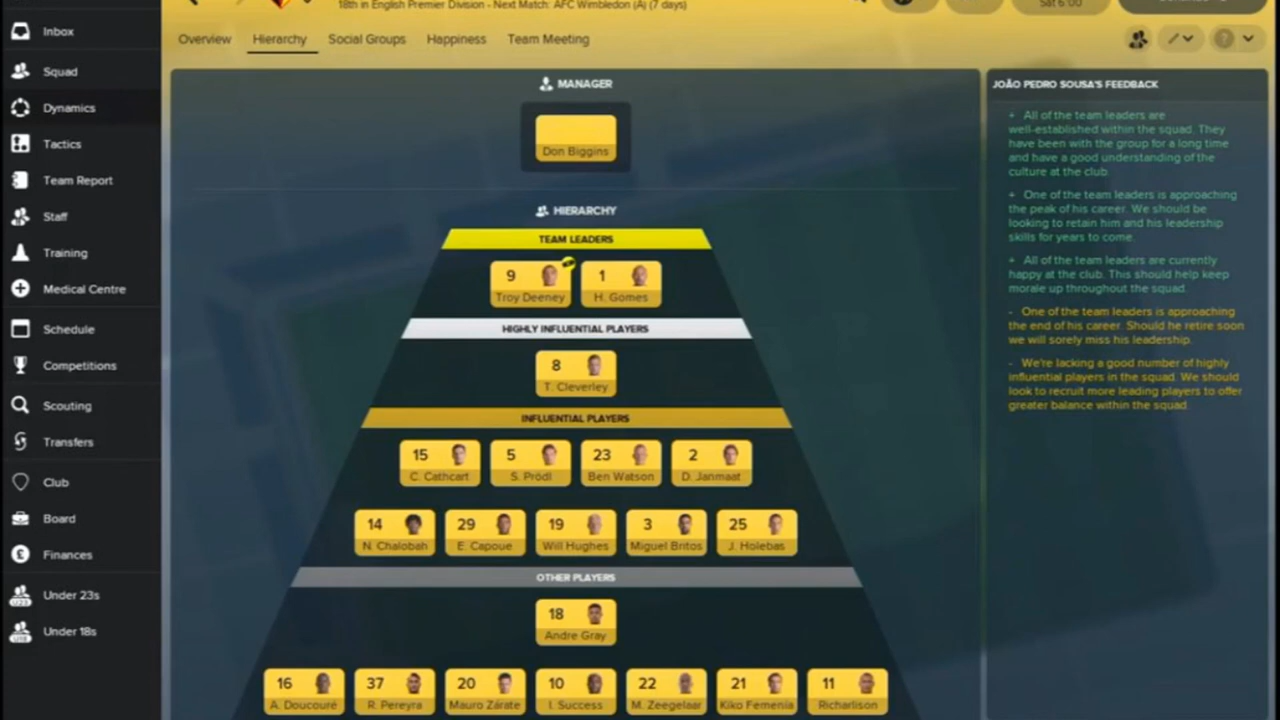 18th in English Premier Division - Next Match: AFC Wimbledon (A) (7 days)
Sat 6:00
Inbox
Squad
Dynamics
Tactics
Team Report
Staff
Training
Medical Centre
Schedule
Competitions
Scouting
Transfers
Club
Board
Finances
Under 23s
Under 18s
Overview
Hierarchy
Social Groups
Happiness
Team Meeting
MANAGER
Don Biggins
HIERARCHY
TEAM LEADERS
9
Troy Deeney
1
H. Gomes
HIGHLY INFLUENTIAL PLAYERS
8
T. Cleverley
INFLUENTIAL PLAYERS
15
C. Cathcart
5
S. Prödl
23
Ben Watson
2
D. Janmaat
14
N. Chalobah
29
E. Capoue
19
Will Hughes
3
Miguel Britos
25
J. Holebas
OTHER PLAYERS
18
Andre Gray
16
A. Doucouré
37
R. Pereyra
20
Mauro Zárate
10
I. Success
22
M. Zeegelaar
21
Kiko Femenía
11
Richarlison
JOÃO PEDRO SOUSA'S FEEDBACK
+ All of the team leaders are
well-established within the squad. They
have been with the group for a long time
and have a good understanding of the
culture at the club.
+ One of the team leaders is approaching
the peak of his career. We should be
looking to retain him and his leadership
skills for years to come.
+ All of the team leaders are currently
happy at the club. This should help keep
morale up throughout the squad.
- One of the team leaders is approaching
the end of his career. Should he retire soon
we will sorely miss his leadership.
- We're lacking a good number of highly
influential players in the squad. We should
look to recruit more leading players to offer
greater balance within the squad.